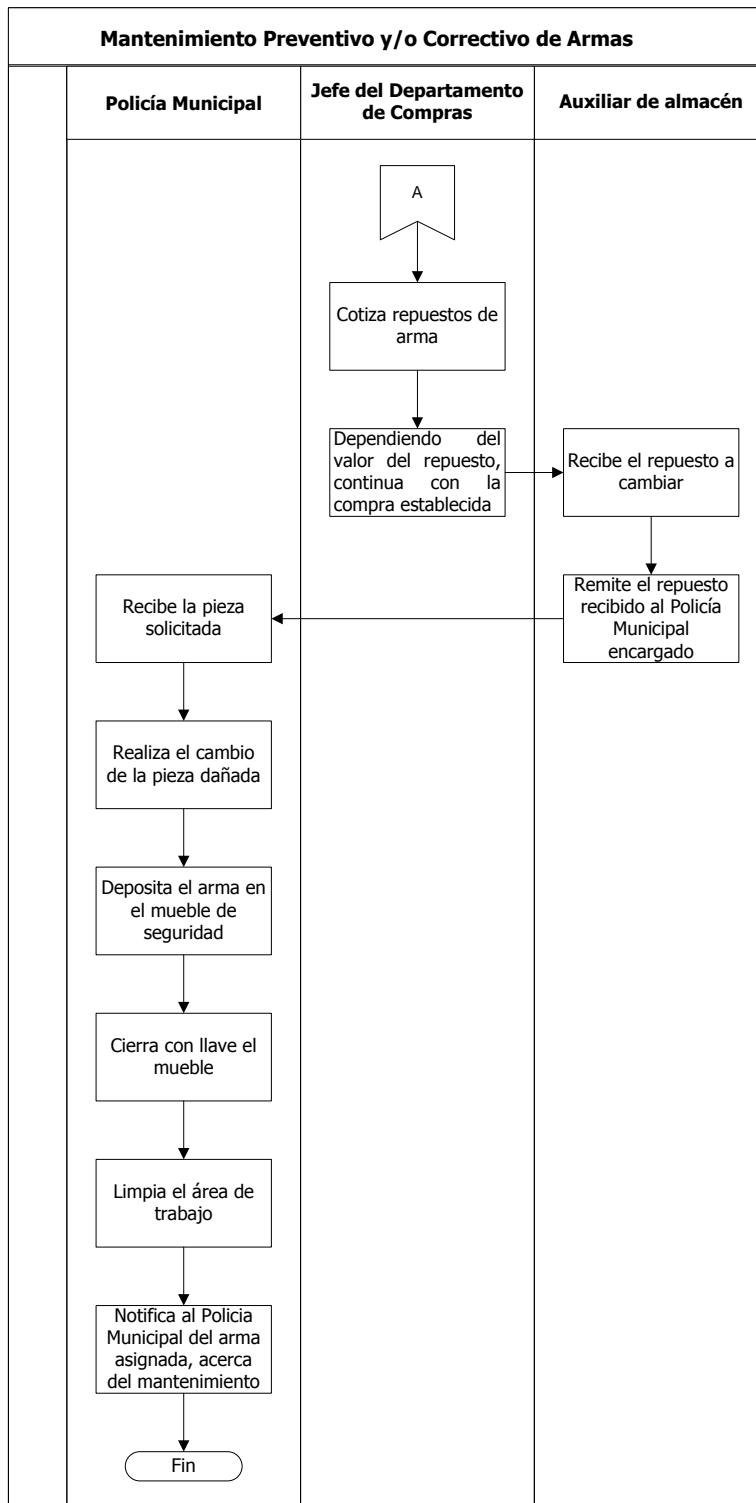 Mantenimiento Preventivo y/o Correctivo de Armas
Policía Municipal
Jefe del Departamento
de Compras
Auxiliar de almacén
A
Cotiza repuestos de
arma
Dependiendo del
valor del repuesto,
continua con la
compra establecida
Recibe el repuesto a
cambiar
Remite el repuesto
recibido al Policía
Municipal
encargado
Recibe la pieza
solicitada
Realiza el cambio
de la pieza dañada
Deposita el arma en
el mueble de
seguridad
Cierra con llave el
mueble
Limpia el área de
trabajo
Notifica al Policia
Municipal del arma
asignada, acerca
del mantenimiento
Fin